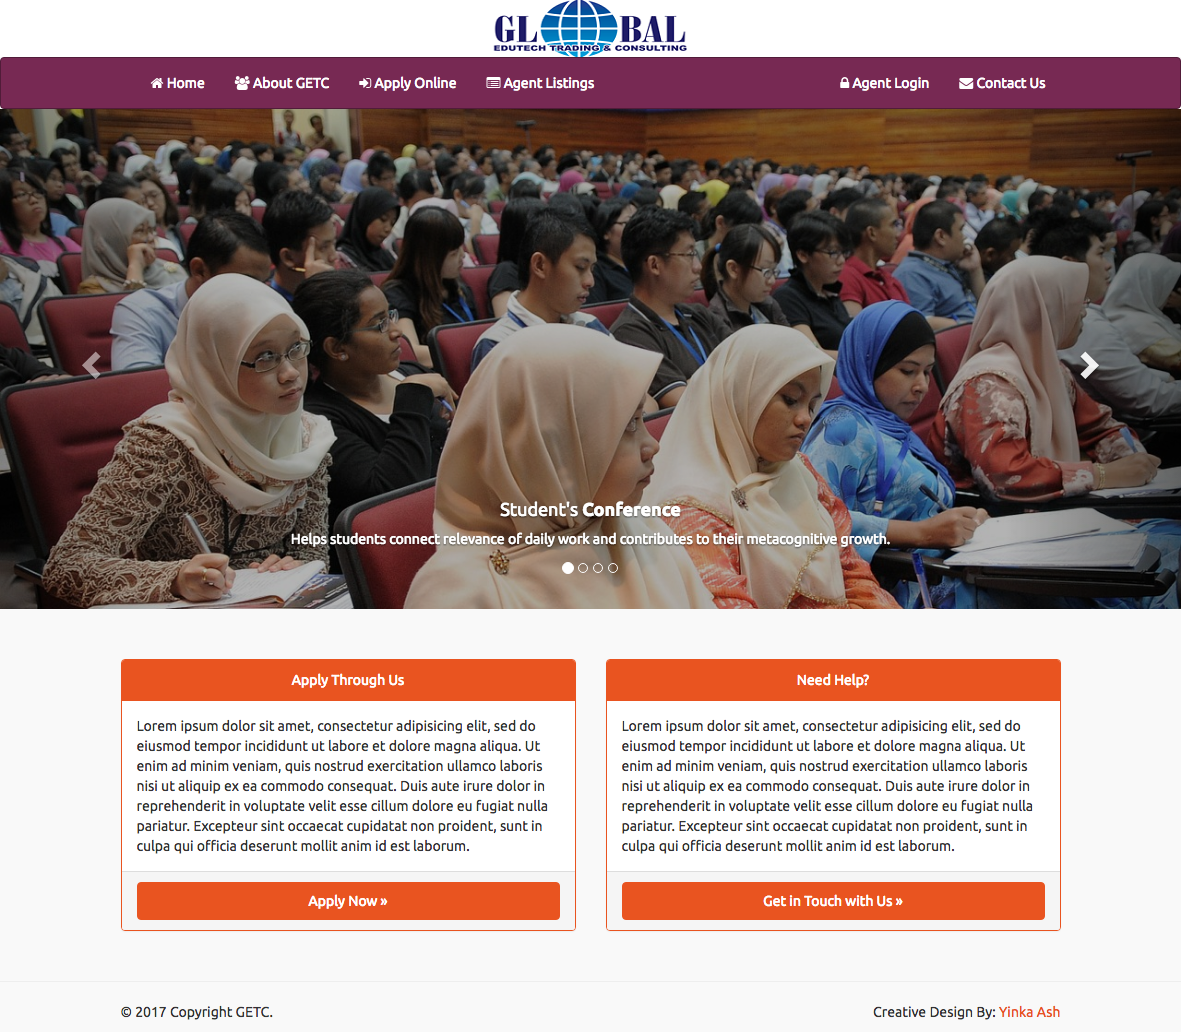 GLOBAL
EDUTECH TRADING & CONSULTING
Home About GETC Apply Online Agent Listings Agent Login Contact Us
Student's Conference
Helps students connect relevance of daily work and contributes to their metacognitive growth.
Apply Through Us
Lorem ipsum dolor sit amet, consectetur adipisicing elit, sed do
eiusmod tempor incididunt ut labore et dolore magna aliqua. Ut
enim ad minim veniam, quis nostrud exercitation ullamco laboris
nisi ut aliquip ex ea commodo consequat. Duis aute irure dolor in
reprehenderit in voluptate velit esse cillum dolore eu fugiat nulla
pariatur. Excepteur sint occaecat cupidatat non proident, sunt in
culpa qui officia deserunt mollit anim id est laborum.
Apply Now »
Need Help?
Lorem ipsum dolor sit amet, consectetur adipisicing elit, sed do
eiusmod tempor incididunt ut labore et dolore magna aliqua. Ut
enim ad minim veniam, quis nostrud exercitation ullamco laboris
nisi ut aliquip ex ea commodo consequat. Duis aute irure dolor in
reprehenderit in voluptate velit esse cillum dolore eu fugiat nulla
pariatur. Excepteur sint occaecat cupidatat non proident, sunt in
culpa qui officia deserunt mollit anim id est laborum.
Get in Touch with Us »
© 2017 Copyright GETC. Creative Design By: Yinka Ash